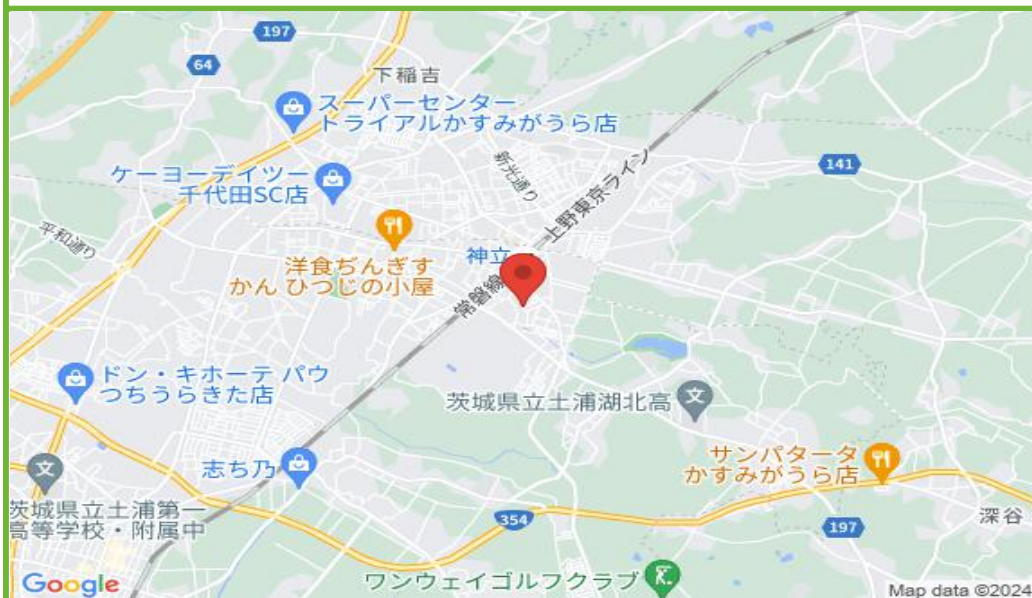 197
64
下稲吉
スーパーセンター
トライアルかすみがうら店
ケーヨーデイツー
千代田SC店
新光通り
上野東京ライン
141
平和通り
洋食ぢんぎす
かん ひつじの小屋
神立
常磐線
ドン・キホーテ パウ
つちうらきた店
茨城県立土浦湖北高
志ち乃
サンパタータ
かすみがうら店
文
茨城県立土浦第一
高等学校・附属中
354
197
深谷
ワンウェイゴルフクラブ
Google
Map data ©2024